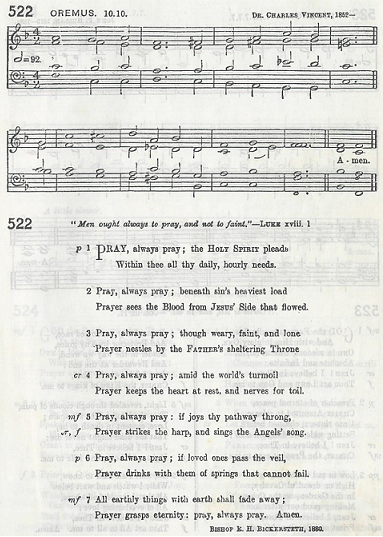 522 OREMUS. 10.10. DR. CHARLES VINCENT, 1852–
♩=92.
A - men.
522 "Men ought always to pray, and not to faint."—LUKE xviii. 1
p 1 PRAY, always pray; the HOLY SPIRIT pleads
Within thee all thy daily, hourly needs.
2 Pray, always pray; beneath sin's heaviest load
Prayer sees the Blood from JESUS' Side that flowed.
3 Pray, always pray; though weary, faint, and lone
Prayer nestles by the FATHER'S sheltering Throne
cr 4 Pray, always pray; amid the world's turmoil
Prayer keeps the heart at rest, and nerves for toil.
mf 5 Pray, always pray: if joys thy pathway throng,
cr, f Prayer strikes the harp, and sings the Angels' song.
p 6 Pray, always pray; if loved ones pass the veil,
Prayer drinks with them of springs that cannot fail.
mf 7 All earthly things with earth shall fade away;
Prayer grasps eternity: pray, always pray. Amen.
BISHOP E. H. BICKERSTETH, 1880.